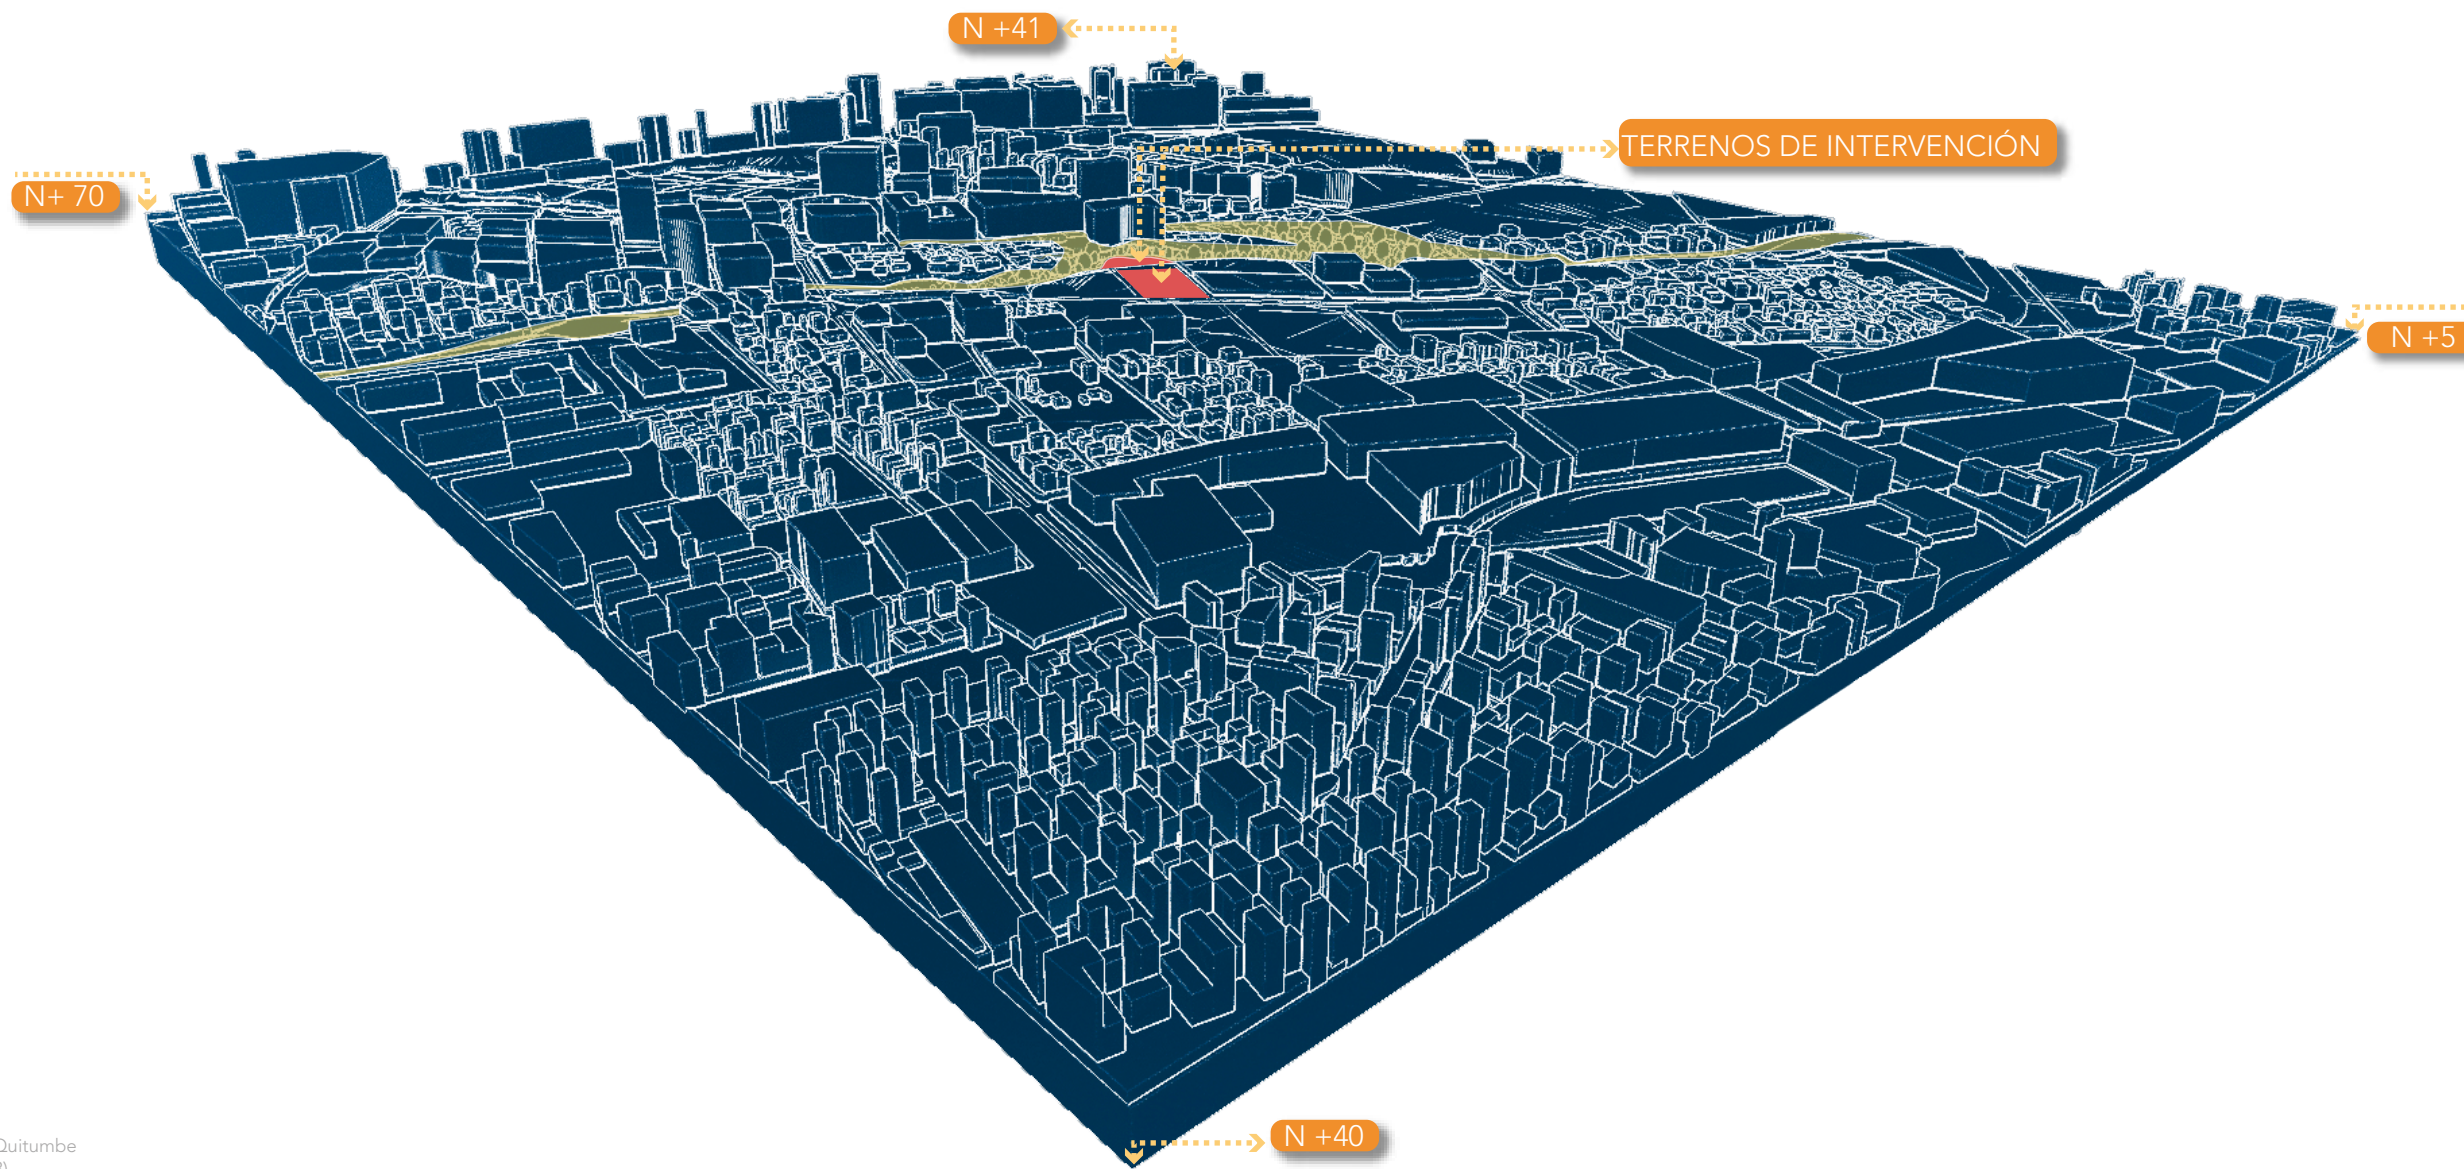 N +41
TERRENOS DE INTERVENCIÓN
N+ 70
N +5
N +40
Quitumbe